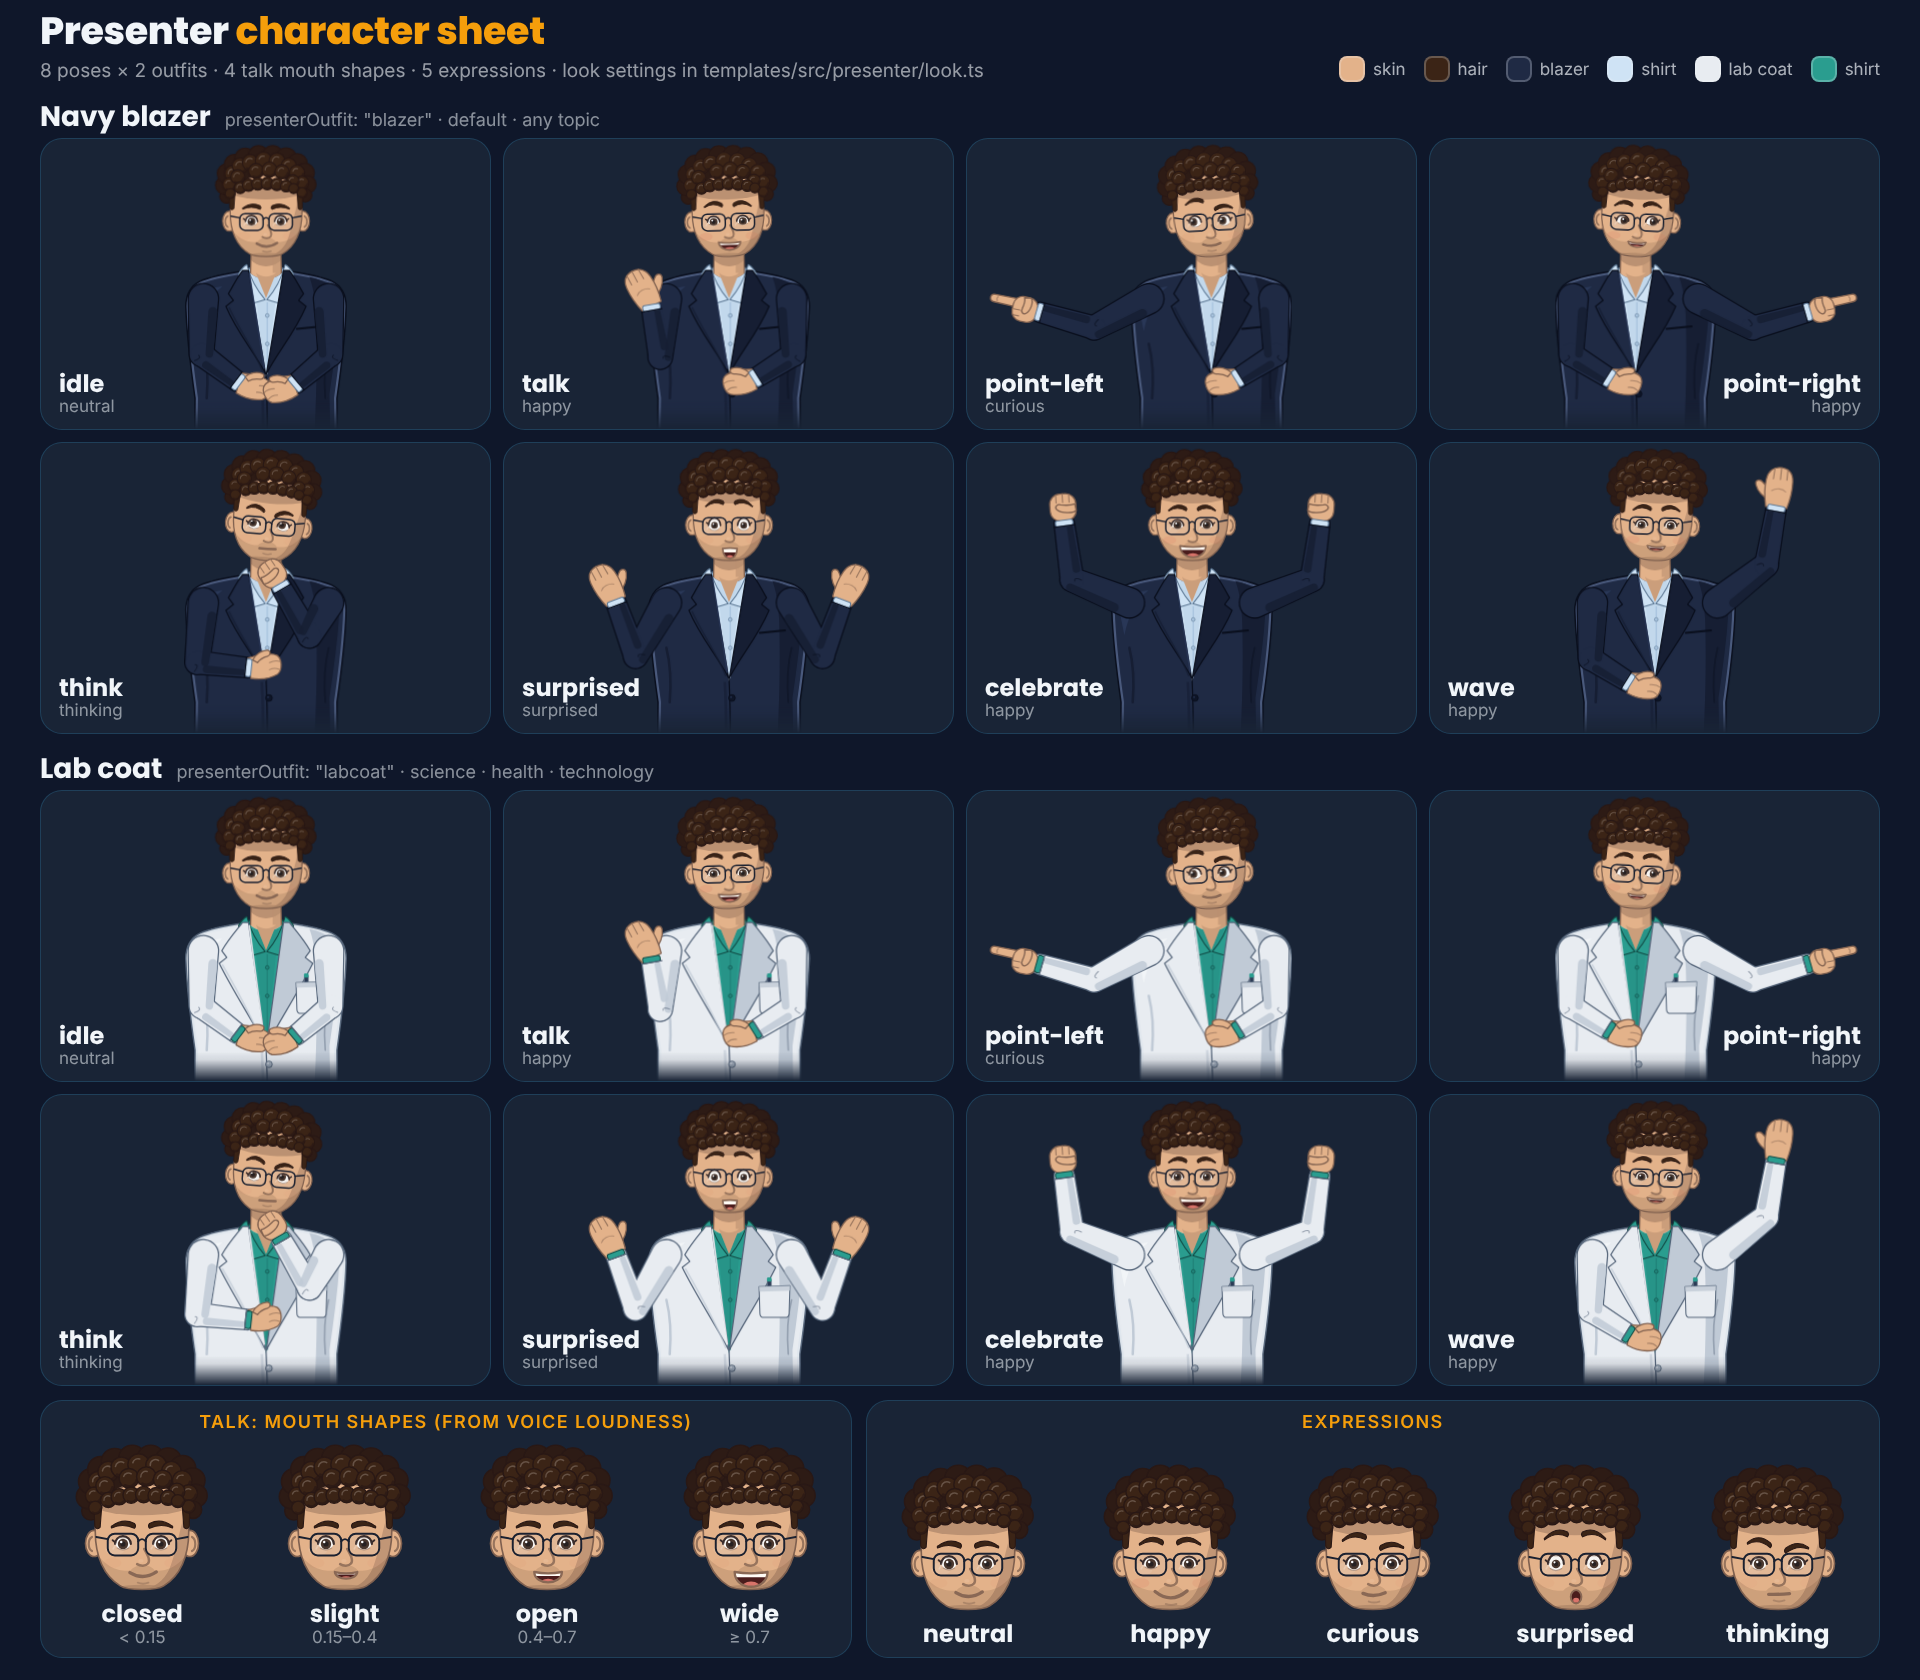 Presenter character sheet
8 poses × 2 outfits · 4 talk mouth shapes · 5 expressions · look settings in templates/src/presenter/look.ts
skin hair blazer shirt lab coat shirt
Navy blazer presenterOutfit: "blazer" · default · any topic
idle
neutral
talk
happy
point-left
curious
point-right
happy
think
thinking
surprised
surprised
celebrate
happy
wave
happy
Lab coat presenterOutfit: "labcoat" · science · health · technology
idle
neutral
talk
happy
point-left
curious
point-right
happy
think
thinking
surprised
surprised
celebrate
happy
wave
happy
TALK: MOUTH SHAPES (FROM VOICE LOUDNESS)
closed
< 0.15
slight
0.15–0.4
open
0.4–0.7
wide
≥ 0.7
EXPRESSIONS
neutral
happy
curious
surprised
thinking